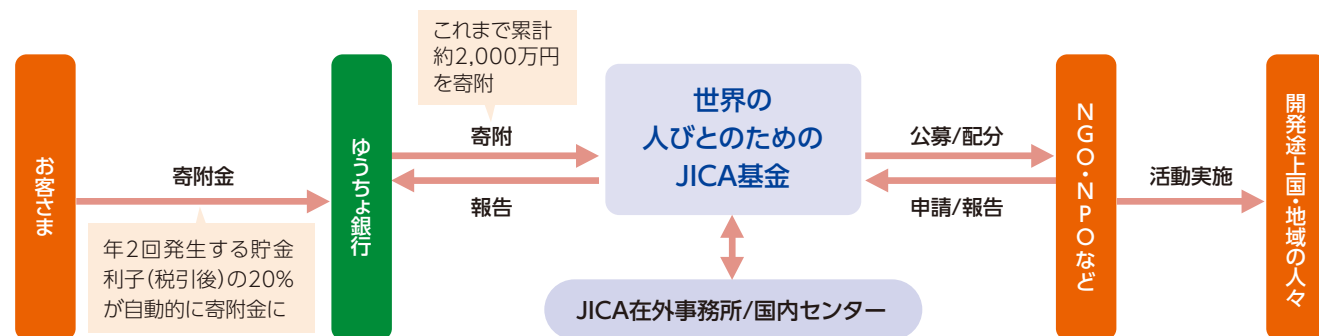 お客さま
寄附金
年2回発生する貯金
利子(税引後)の20%
が自動的に寄附金に
ゆうちょ銀行
これまで累計
約2,000万円
を寄附
寄附
報告
世界の
人びとのための
JICA基金
JICA在外事務所/国内センター
公募/配分
申請/報告
NGO・NPOなど
活動実施
開発途上国・地域の人々